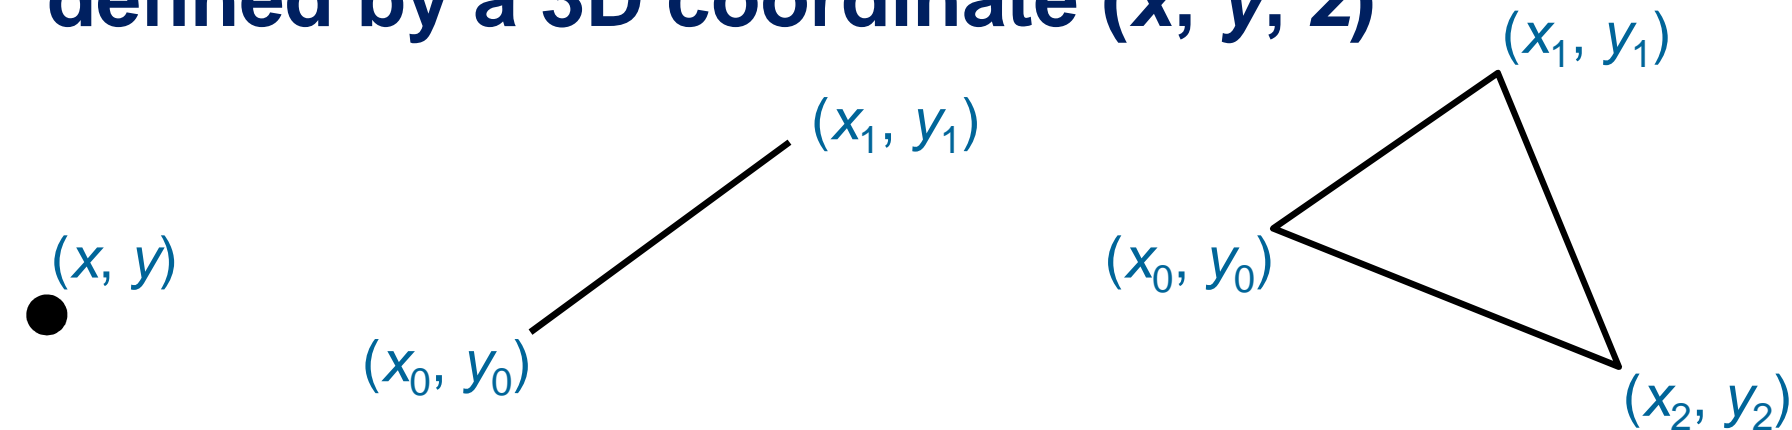 defined by a 3D coordinate (x, y, z)
(x₁, y₁)
(x₁, y₁)
(x, y)
(x₀, y₀)
(x₀, y₀)
(x₂, y₂)